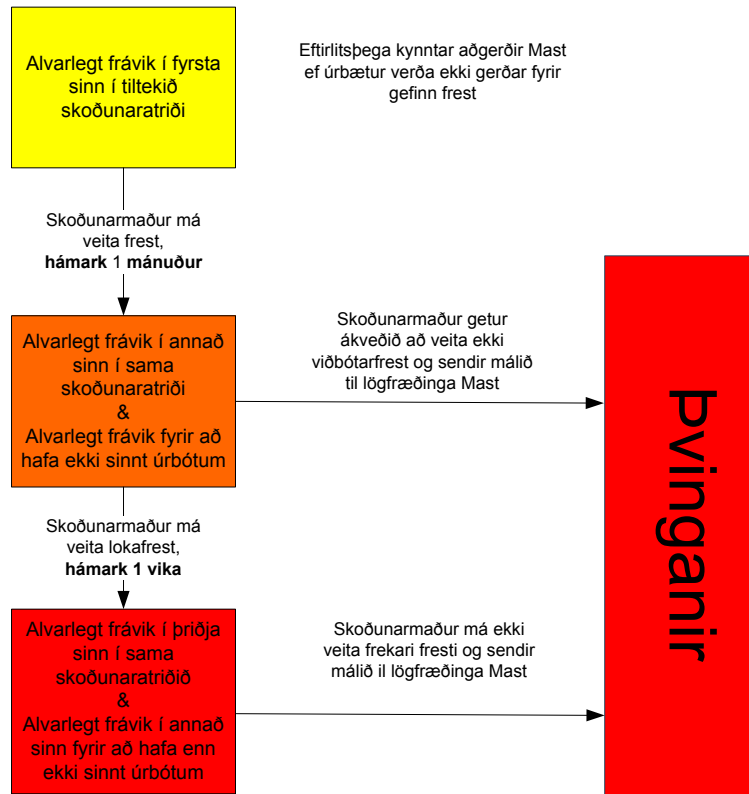 Alvarlegt frávik í fyrsta
sinn í tiltekið
skoðunaratriði
Eftirlitsþega kynntar aðgerðir Mast
ef úrbætur verða ekki gerðar fyrir
gefinn frest
Skoðunarmaður má
veita frest,
hámark 1 mánuður
Alvarlegt frávik í annað
sinn í sama
skoðunaratriði
&
Alvarlegt frávik fyrir að
hafa ekki sinnt úrbótum
Skoðunarmaður getur
ákveðið að veita ekki
viðbótarfrest og sendir málið
til lögfræðinga Mast
Þvinganir
Skoðunarmaður má
veita lokafrest,
hámark 1 vika
Alvarlegt frávik í þriðja
sinn í sama
skoðunaratriðið
&
Alvarlegt frávik í annað
sinn fyrir að hafa enn
ekki sinnt úrbótum
Skoðunarmaður má ekki
veita frekari fresti og sendir
málið il lögfræðinga Mast